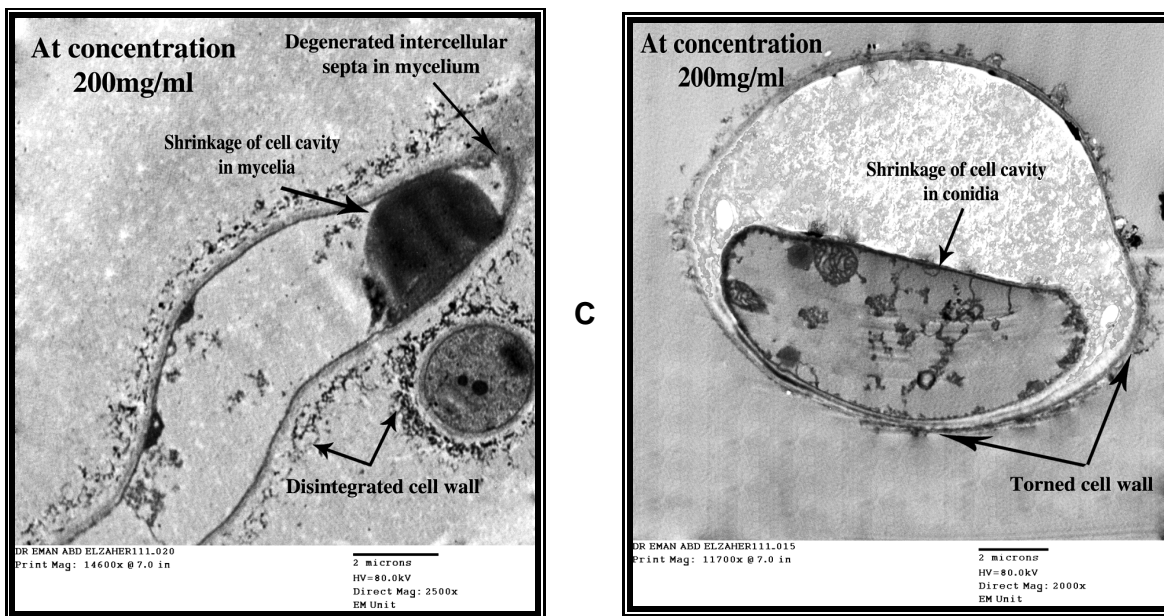 At concentration
200mg/ml
Degenerated intercellular
septa in mycelium
Shrinkage of cell cavity
in mycelia
Disintegrated cell wall
DR EMAN ABD ELZAHER111.020
Print Mag: 14600x @ 7.0 in
2 microns
HV=80.0kV
Direct Mag: 2500x
EM Unit
C
At concentration
200mg/ml
Shrinkage of cell cavity
in conidia
Torned cell wall
DR EMAN ABD ELZAHER111.015
Print Mag: 11700x @ 7.0 in
2 microns
HV=80.0kV
Direct Mag: 2000x
EM Unit